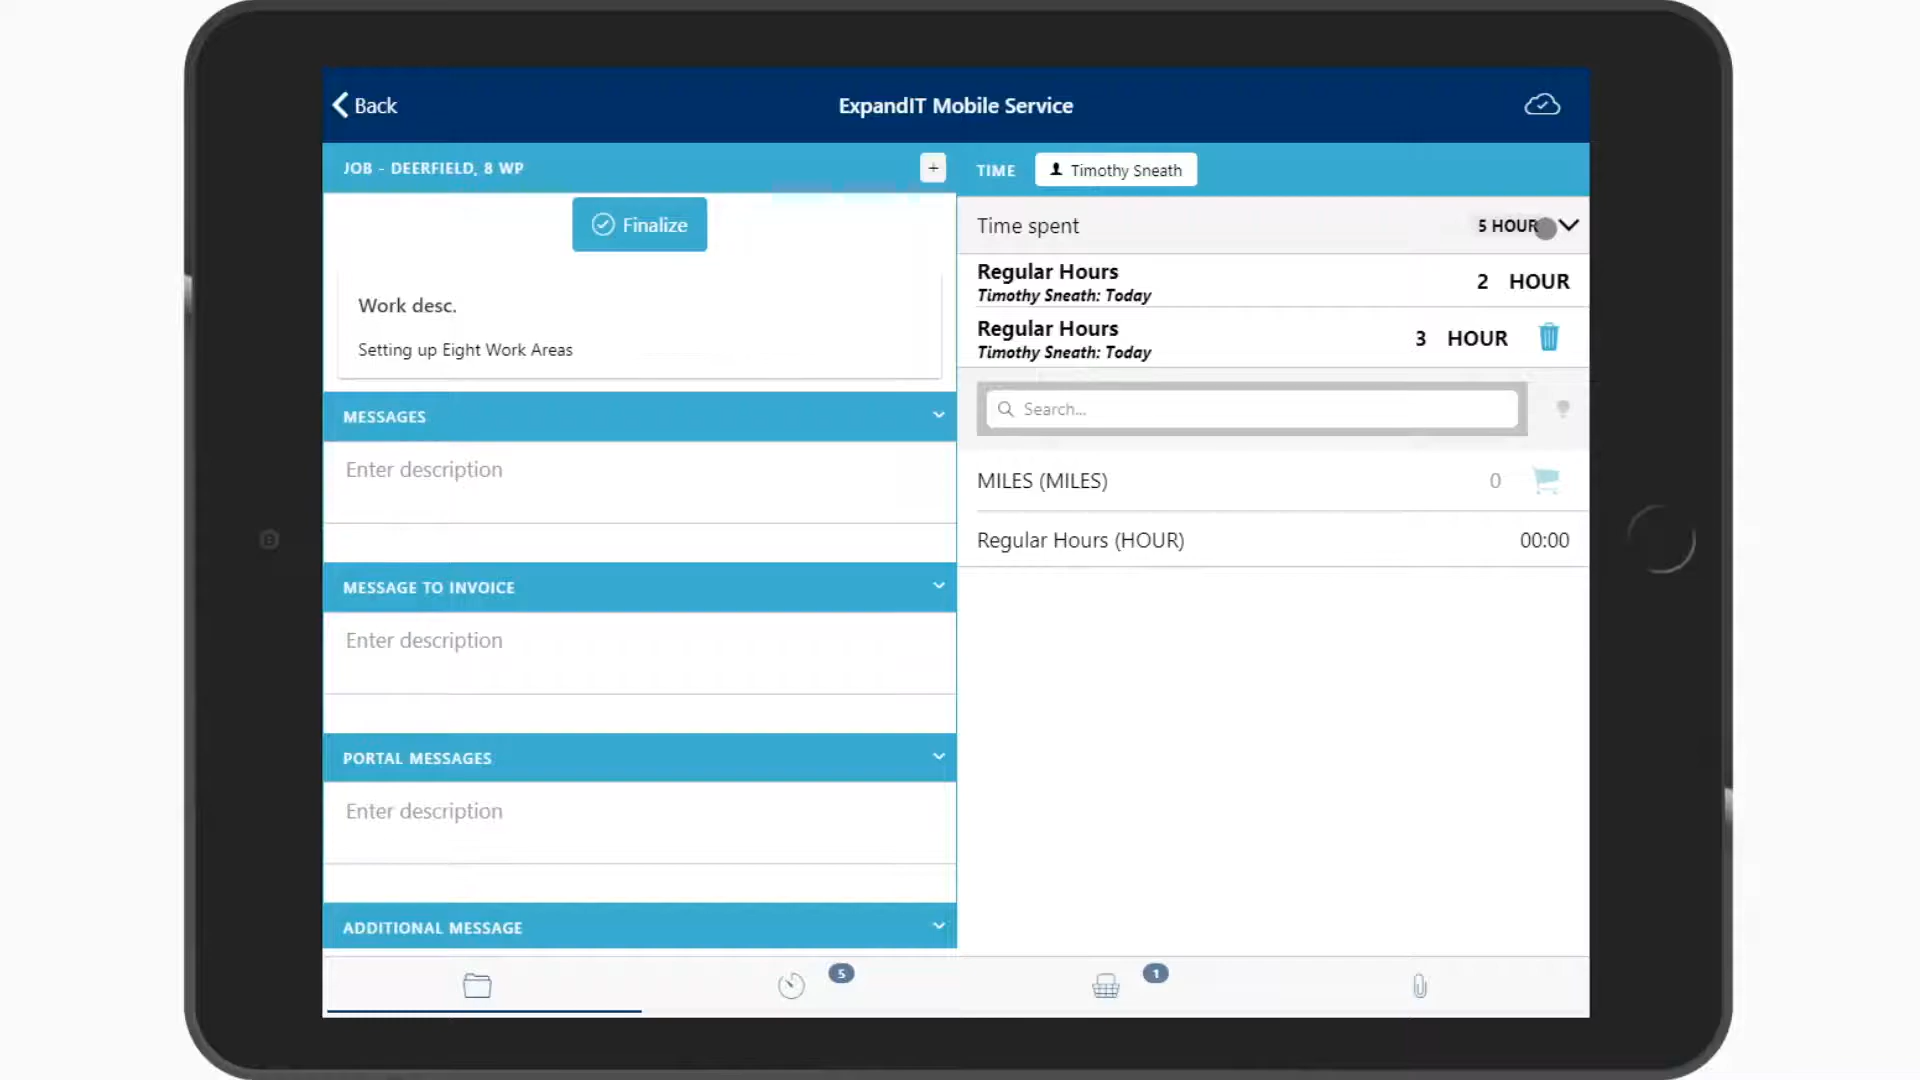 Back
ExpandIT Mobile Service
JOB - DEERFIELD, 8 WP
+
TIME
Timothy Sneath
Finalize
Time spent
5 HOUR
Work desc.
Setting up Eight Work Areas
Regular Hours
2 HOUR
Timothy Sneath: Today
Regular Hours
3 HOUR
Timothy Sneath: Today
MESSAGES
Enter description
Search...
MILES (MILES)
0
Regular Hours (HOUR)
00:00
MESSAGE TO INVOICE
Enter description
PORTAL MESSAGES
Enter description
ADDITIONAL MESSAGE
5
1